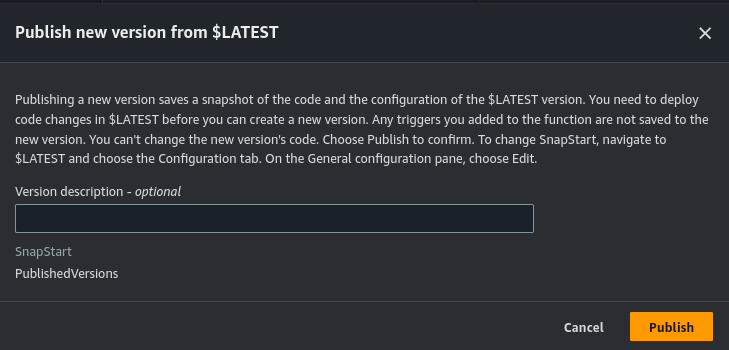 Publish new version from $LATEST
Publishing a new version saves a snapshot of the code and the configuration of the $LATEST version. You need to deploy
code changes in $LATEST before you can create a new version. Any triggers you added to the function are not saved to the
new version. You can't change the new version's code. Choose Publish to confirm. To change SnapStart, navigate to
$LATEST and choose the Configuration tab. On the General configuration pane, choose Edit.
Version description - optional
SnapStart
PublishedVersions
Cancel
Publish